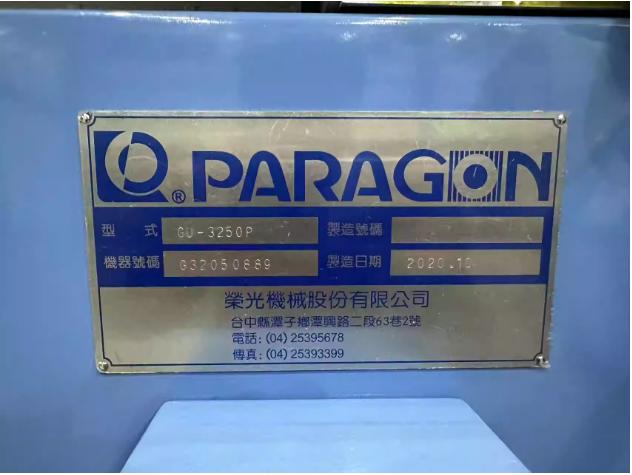 ® PARAGON
型 式 GU-3250P 製造號碼
機器號碼 G32050889 製造日期 2020.10
榮光機械股份有限公司
台中縣潭子鄉潭興路二段63巷2號
電話: (04) 25395678
傳真: (04) 25393399